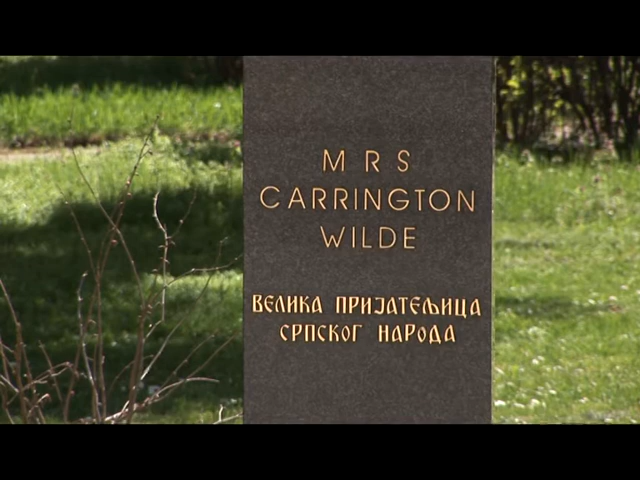 MRS
CARRINGTON
WILDE
ВЕЛИКА ПРИЈАТЕЉИЦА
СРПСКОГ НАРОДА